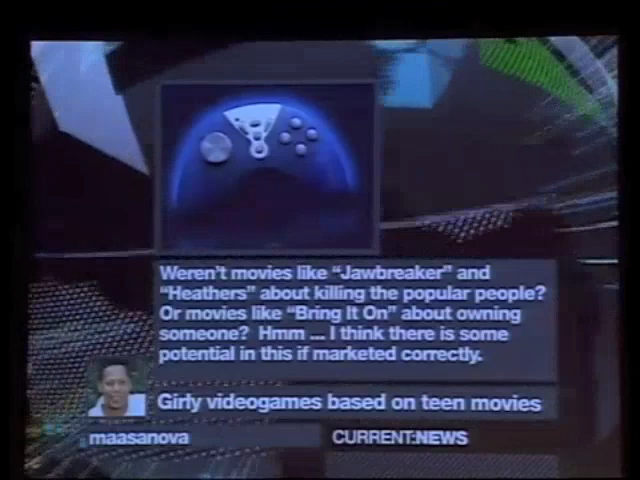 Weren't movies like “Jawbreaker” and
“Heathers” about killing the popular people?
Or movies like “Bring It On” about owning
someone? Hmm ... I think there is some
potential in this if marketed correctly.
Girly videogames based on teen movies
maasanova
CURRENT:NEWS